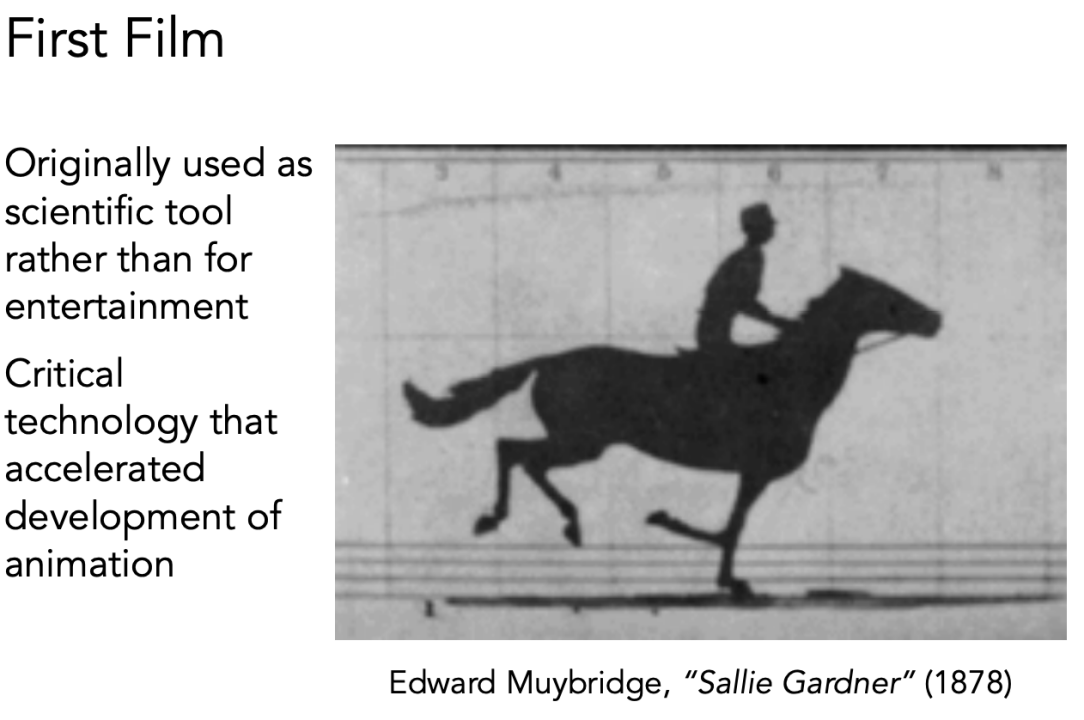 First Film
Originally used as
scientific tool
rather than for
entertainment
Critical
technology that
accelerated
development of
animation
3 4 5 6 7 8
1
Edward Muybridge, "Sallie Gardner" (1878)